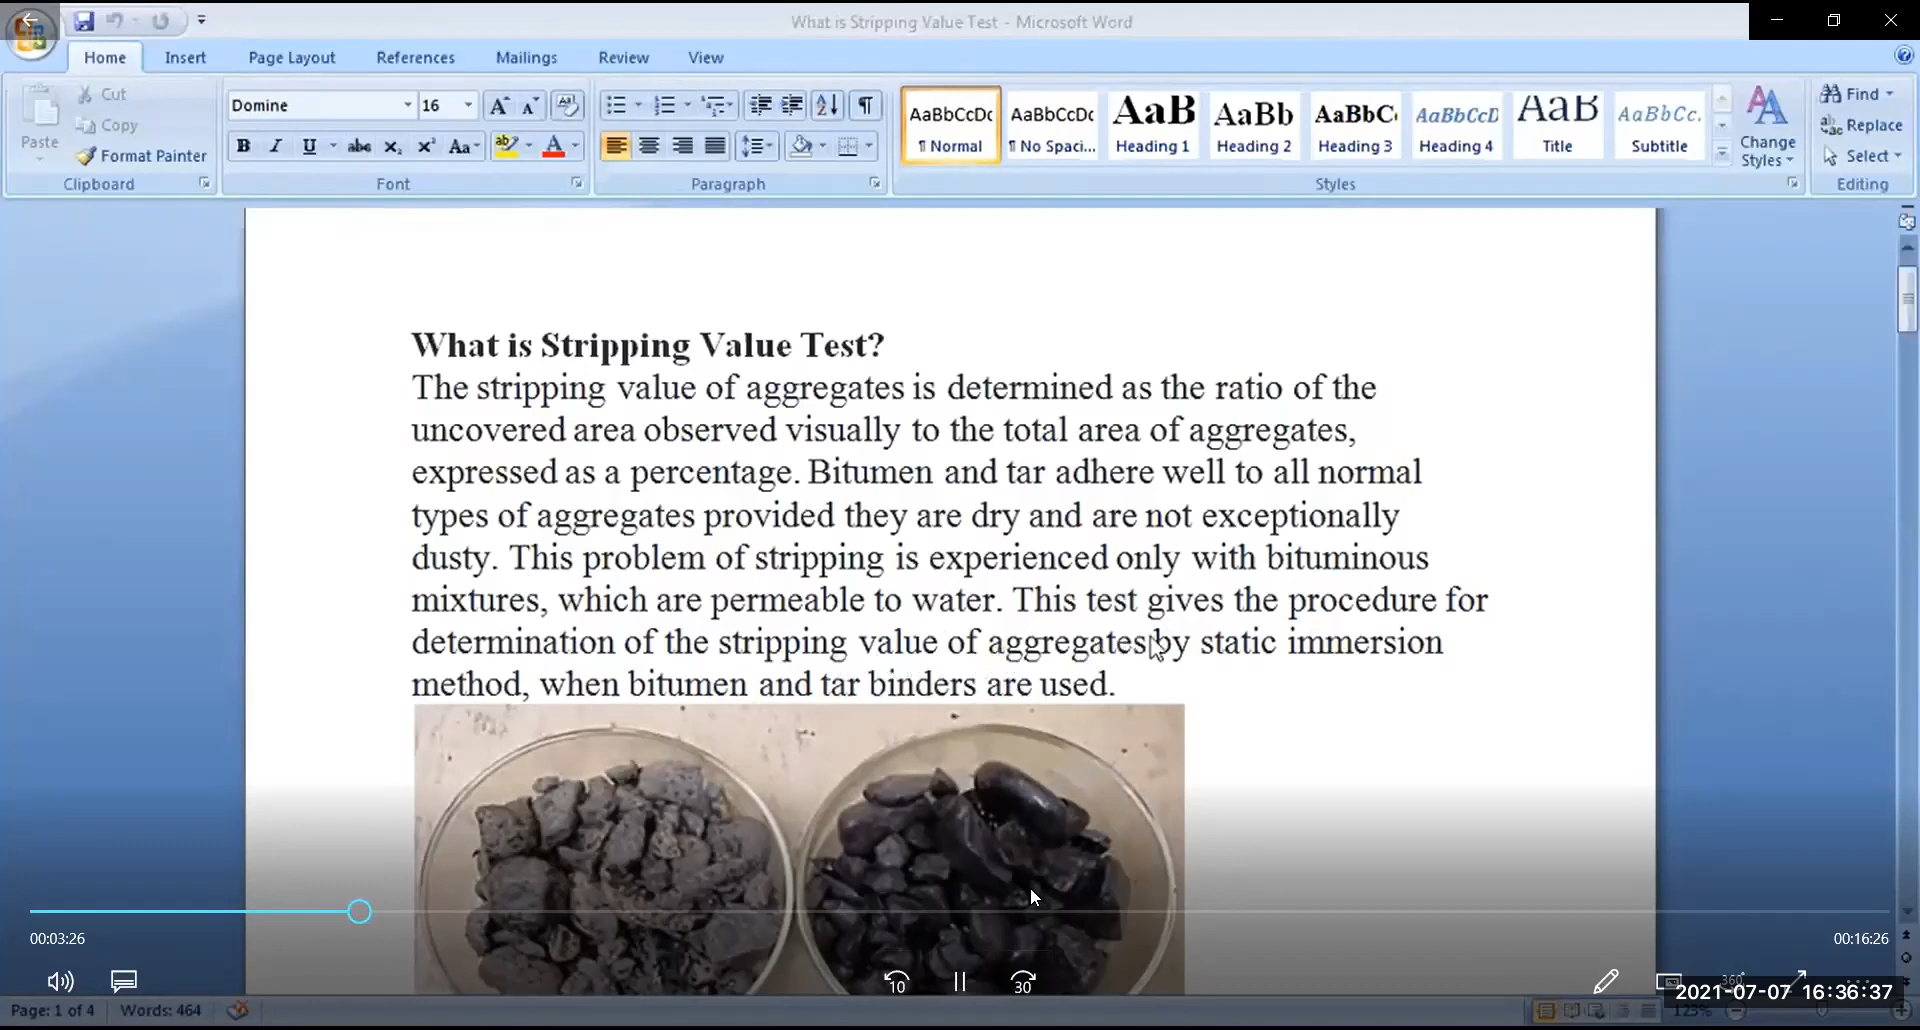 What is Stripping Value Test - Microsoft Word
Home Insert Page Layout References Mailings Review View
Paste
Cut
Copy
Format Painter
Clipboard
Domine 16
B I U abc x₂ x² Aa ab A
Font
Paragraph
AaBbCcDc AaBbCcDc AaB AaBb AaBbC AaBbCcD AaB AaBbCc.
¶ Normal ¶ No Spaci... Heading 1 Heading 2 Heading 3 Heading 4 Title Subtitle
Change
Styles
Styles
Find
Replace
Select
Editing
What is Stripping Value Test?
The stripping value of aggregates is determined as the ratio of the
uncovered area observed visually to the total area of aggregates,
expressed as a percentage. Bitumen and tar adhere well to all normal
types of aggregates provided they are dry and are not exceptionally
dusty. This problem of stripping is experienced only with bituminous
mixtures, which are permeable to water. This test gives the procedure for
determination of the stripping value of aggregates by static immersion
method, when bitumen and tar binders are used.
00:03:26 00:16:26
10 30
2021-07-07 16:36:37
Page: 1 of 4 Words: 464 123%